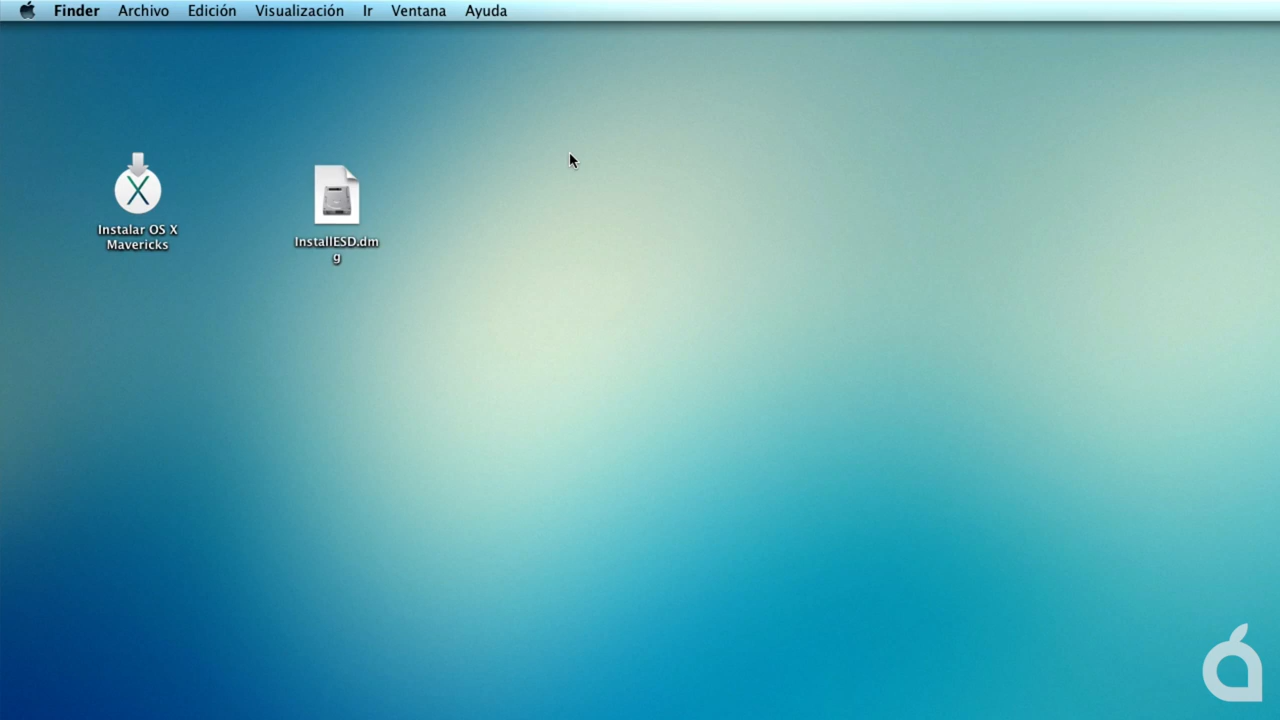 Finder Archivo Edición Visualización Ir Ventana Ayuda
Instalar OS X
Mavericks
InstallESD.dm
g